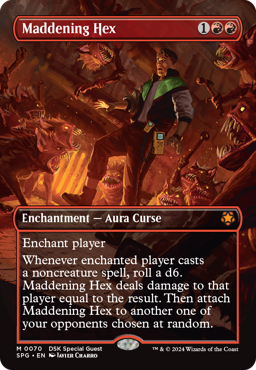 Maddening Hex 1
Enchantment — Aura Curse
Enchant player
Whenever enchanted player casts
a noncreature spell, roll a d6.
Maddening Hex deals damage to that
player equal to the result. Then attach
Maddening Hex to another one of
your opponents chosen at random.
M 0070 DSK Special Guest
SPG • EN Javier Charro ™ & © 2024 Wizards of the Coast